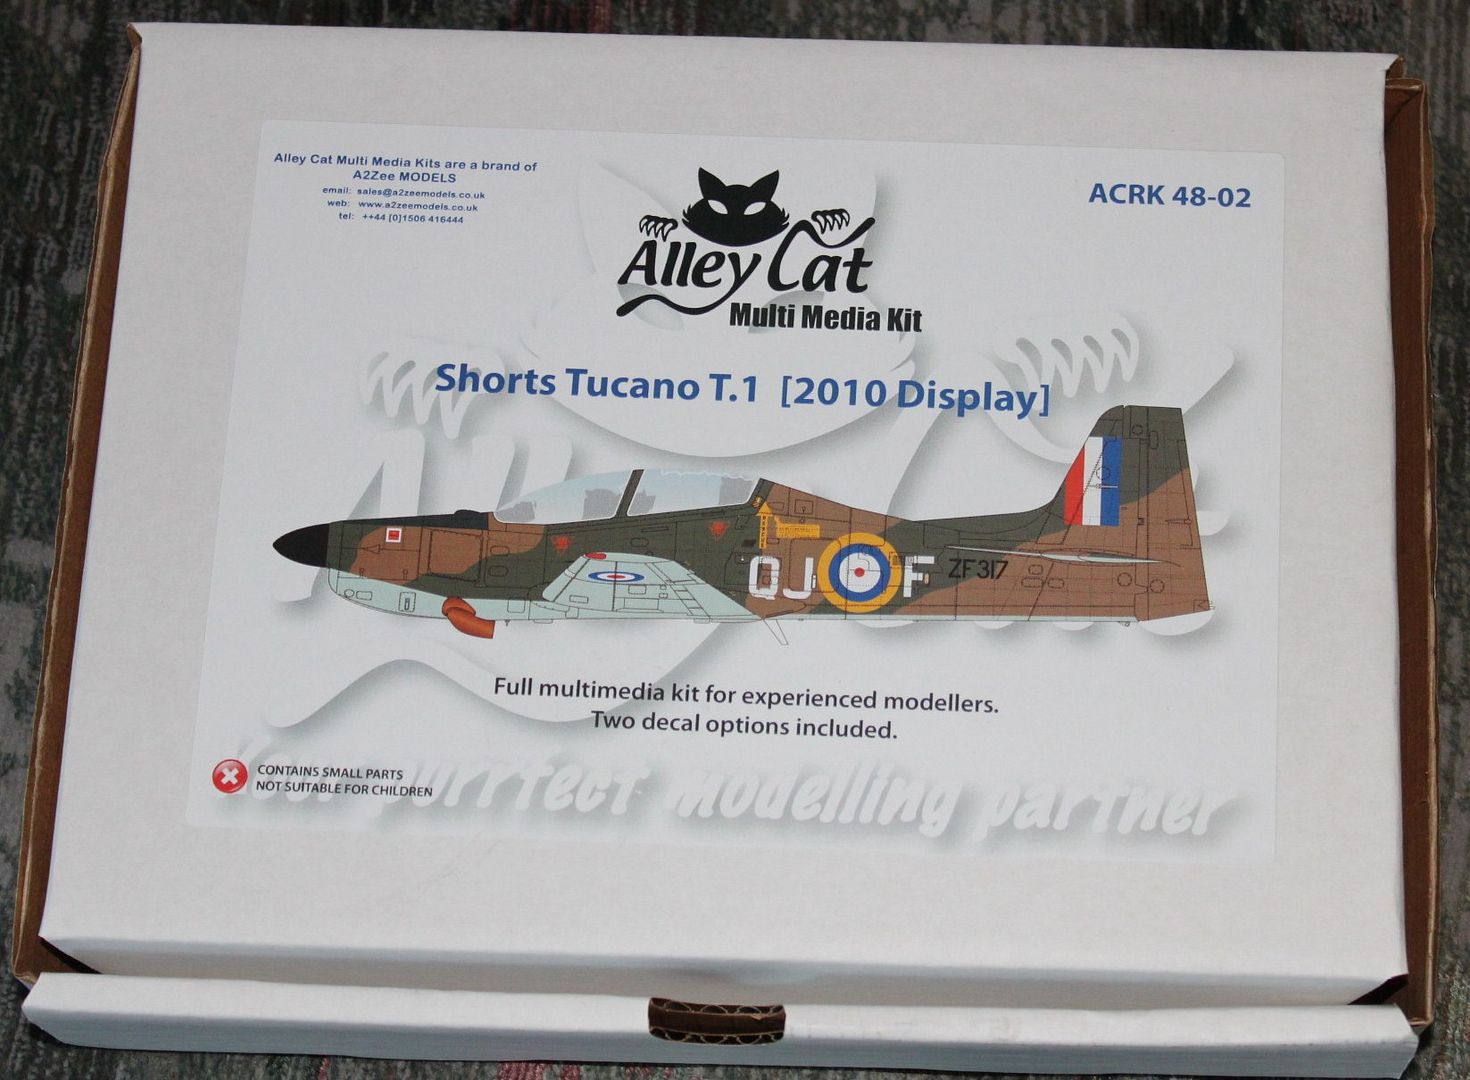 Alley Cat Multi Media Kits are a brand of
A2Zee MODELS
email: sales@a2zeemodels.co.uk
web: www.a2zeemodels.co.uk
tel: ++44 [0]1506 416444
ACRK 48-02
Alley Cat
Multi Media Kit
Shorts Tucano T.1 [2010 Display]
RESCUE
QJ F ZF317
Full multimedia kit for experienced modellers.
Two decal options included.
CONTAINS SMALL PARTS
NOT SUITABLE FOR CHILDREN
Your purrfect modelling partner